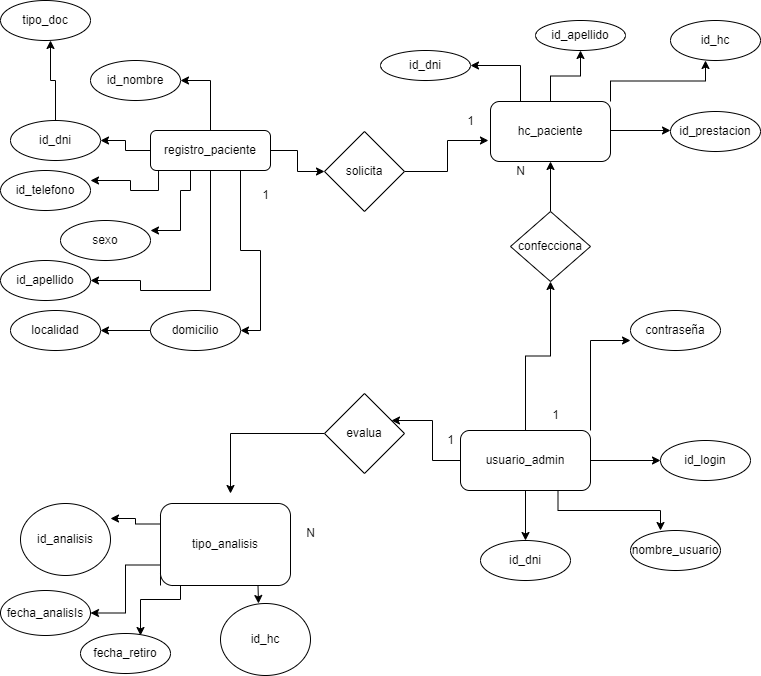 tipo_doc
id_apellido
id_hc
id_dni
id_nombre
1
hc_paciente
id_prestacion
id_dni
registro_paciente
solicita
N
id_telefono
1
sexo
confecciona
id_apellido
localidad
domicilio
contraseña
1
evalua
1
usuario_admin
id_login
id_analisis
tipo_analisis
N
id_dni
nombre_usuario
fecha_analisIs
id_hc
fecha_retiro